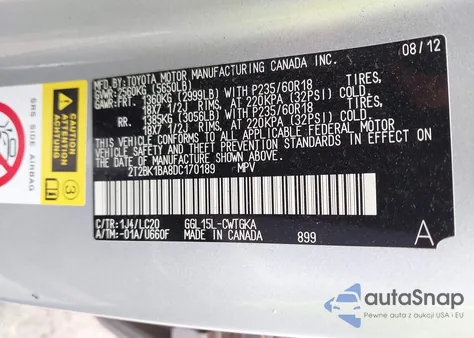 MFD.BY:TOYOTA MOTOR MANUFACTURING CANADA INC. 08/12
GVWR:2560KG (5650LB)
GAWR:FRT. 1360KG (2999LB) WITH P235/60R18
18X7 1/2J RIMS, AT 220KPA (32PSI) COLD.
RR. 1385KG (3056LB) WITH P235/60R18
18X7 1/2J RIMS, AT 220KPA (32PSI) COLD.
THIS VEHICLE CONFORMS TO ALL APPLICABLE FEDERAL MOTOR
VEHICLE SAFETY AND THEFT PREVENTION STANDARDS IN EFFECT ON
THE DATE OF MANUFACTURE SHOWN ABOVE.
2T2BK1BA8DC170189 MPV
C/TR:1J4/LC20 GGL15L-CWTGKA
A/TM:-01A/U660F MADE IN CANADA 899
A
SRS SIDE AIRBAG
3
autoSnap
Pewne auta z aukcji USA i EU